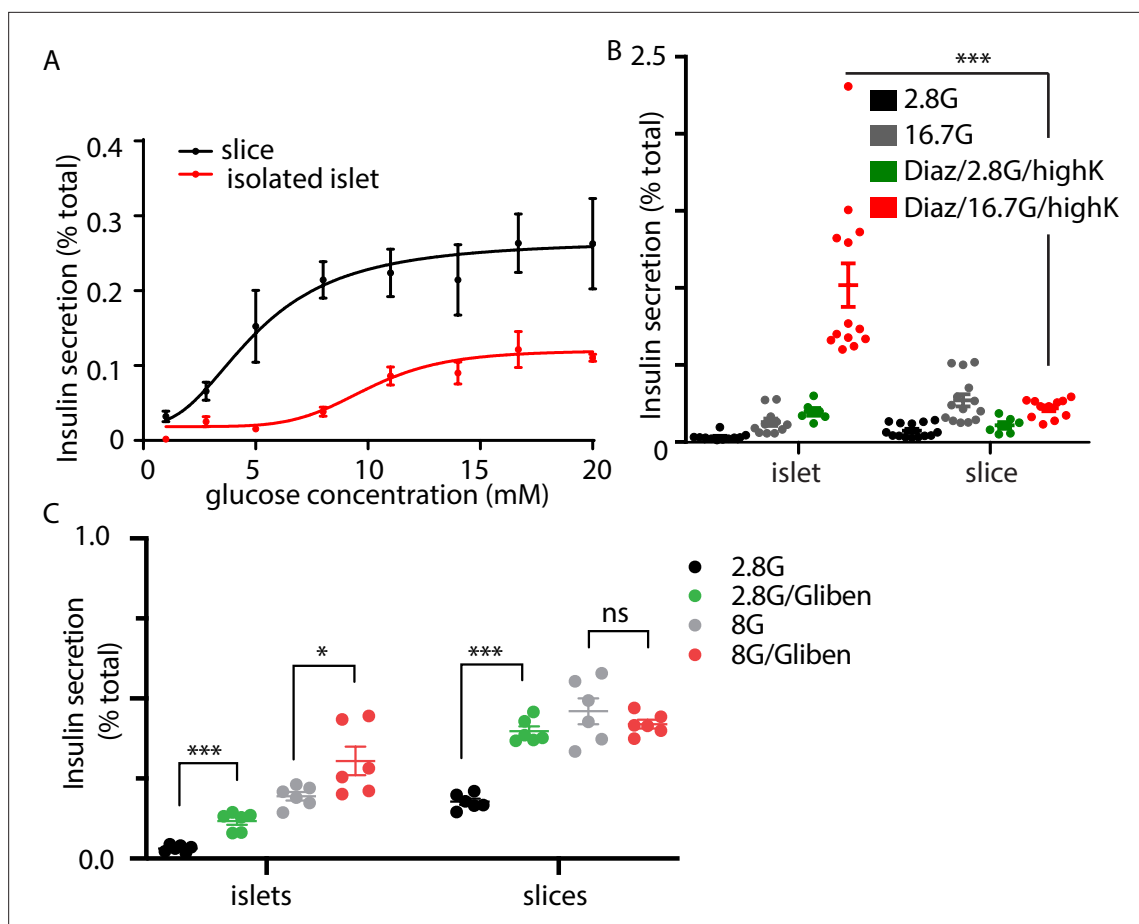 A
Insulin secretion (% total)
0.4
0.3
0.2
0.1
0
slice
isolated islet
0
5
10
15
20
glucose concentration (mM)
B
Insulin secretion (% total)
2.5
0
***
2.8G
16.7G
Diaz/2.8G/highK
Diaz/16.7G/highK
islet
slice
C
Insulin secretion
(% total)
1.0
0.0
***
*
***
ns
2.8G
2.8G/Gliben
8G
8G/Gliben
islets
slices